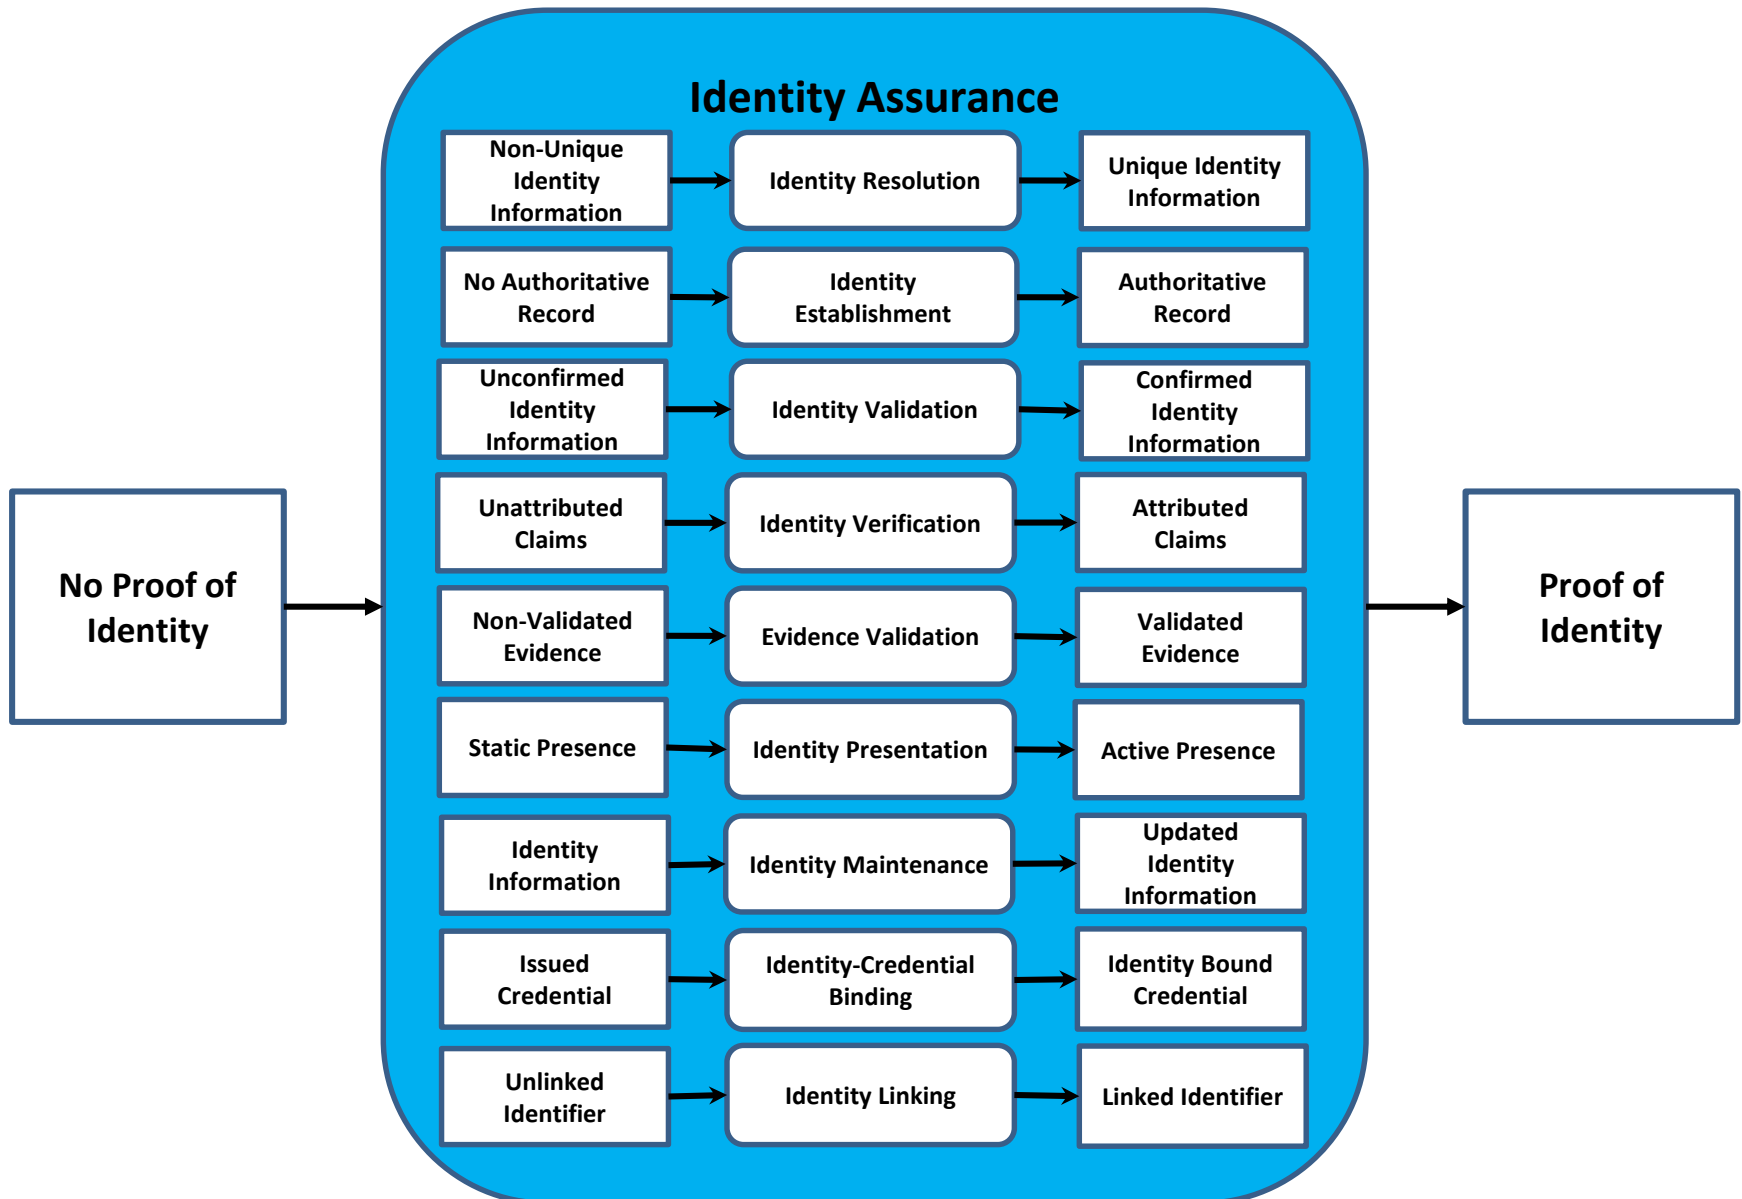 Identity Assurance
Non-Unique
Identity
Information
Identity Resolution
Unique Identity
Information
No Authoritative
Record
Identity
Establishment
Authoritative
Record
Unconfirmed
Identity
Information
Identity Validation
Confirmed
Identity
Information
Unattributed
Claims
Identity Verification
Attributed
Claims
No Proof of
Identity
Non-Validated
Evidence
Evidence Validation
Validated
Evidence
Proof of
Identity
Static Presence
Identity Presentation
Active Presence
Identity
Information
Identity Maintenance
Updated
Identity
Information
Issued
Credential
Identity-Credential
Binding
Identity Bound
Credential
Unlinked
Identifier
Identity Linking
Linked Identifier